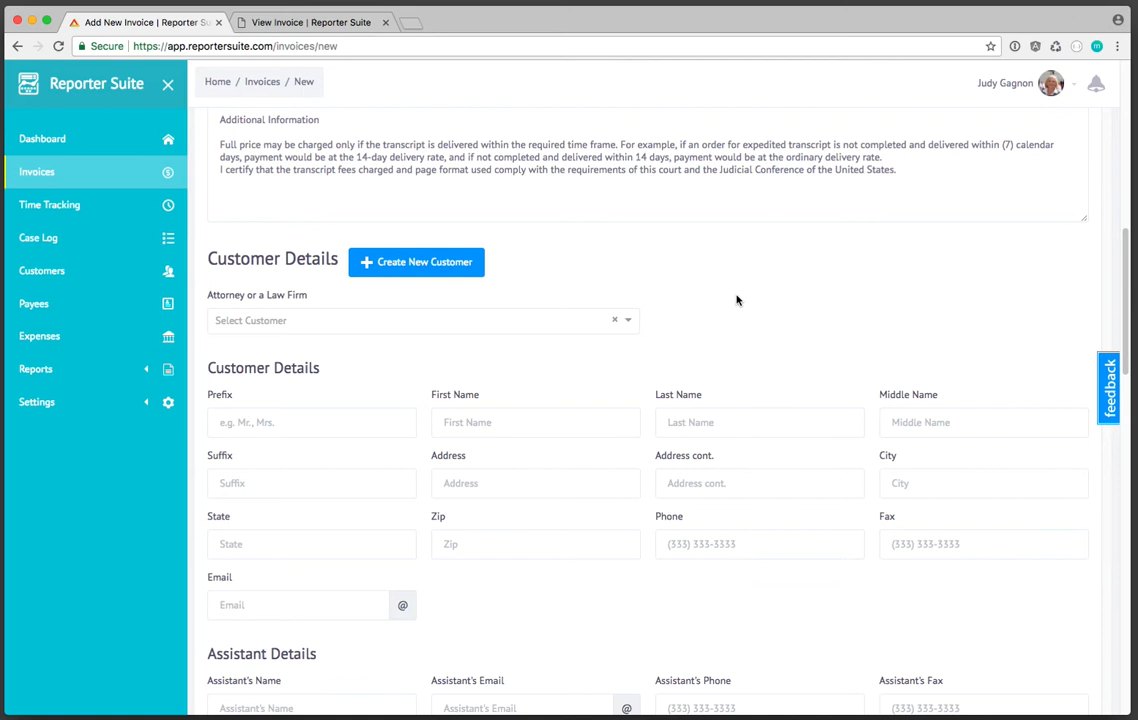 Add New Invoice | Reporter Su
View Invoice | Reporter Suite
Secure https://app.reportersuite.com/invoices/new
Reporter Suite
Home / Invoices / New
Judy Gagnon
Dashboard
Invoices
Time Tracking
Case Log
Customers
Payees
Expenses
Reports
Settings
Additional Information
Full price may be charged only if the transcript is delivered within the required time frame. For example, if an order for expedited transcript is not completed and delivered within (7) calendar
days, payment would be at the 14-day delivery rate, and if not completed and delivered within 14 days, payment would be at the ordinary delivery rate.
I certify that the transcript fees charged and page format used comply with the requirements of this court and the Judicial Conference of the United States.
Customer Details
Create New Customer
Attorney or a Law Firm
Select Customer
Customer Details
Prefix First Name Last Name Middle Name
e.g. Mr., Mrs. First Name Last Name Middle Name
Suffix Address Address cont. City
Suffix Address Address cont. City
State Zip Phone Fax
State Zip (333) 333-3333 (333) 333-3333
Email
Email @
Assistant Details
Assistant's Name Assistant's Email Assistant's Phone Assistant's Fax
Assistant's Name Assistant's Email @ (333) 333-3333 (333) 333-3333
feedback